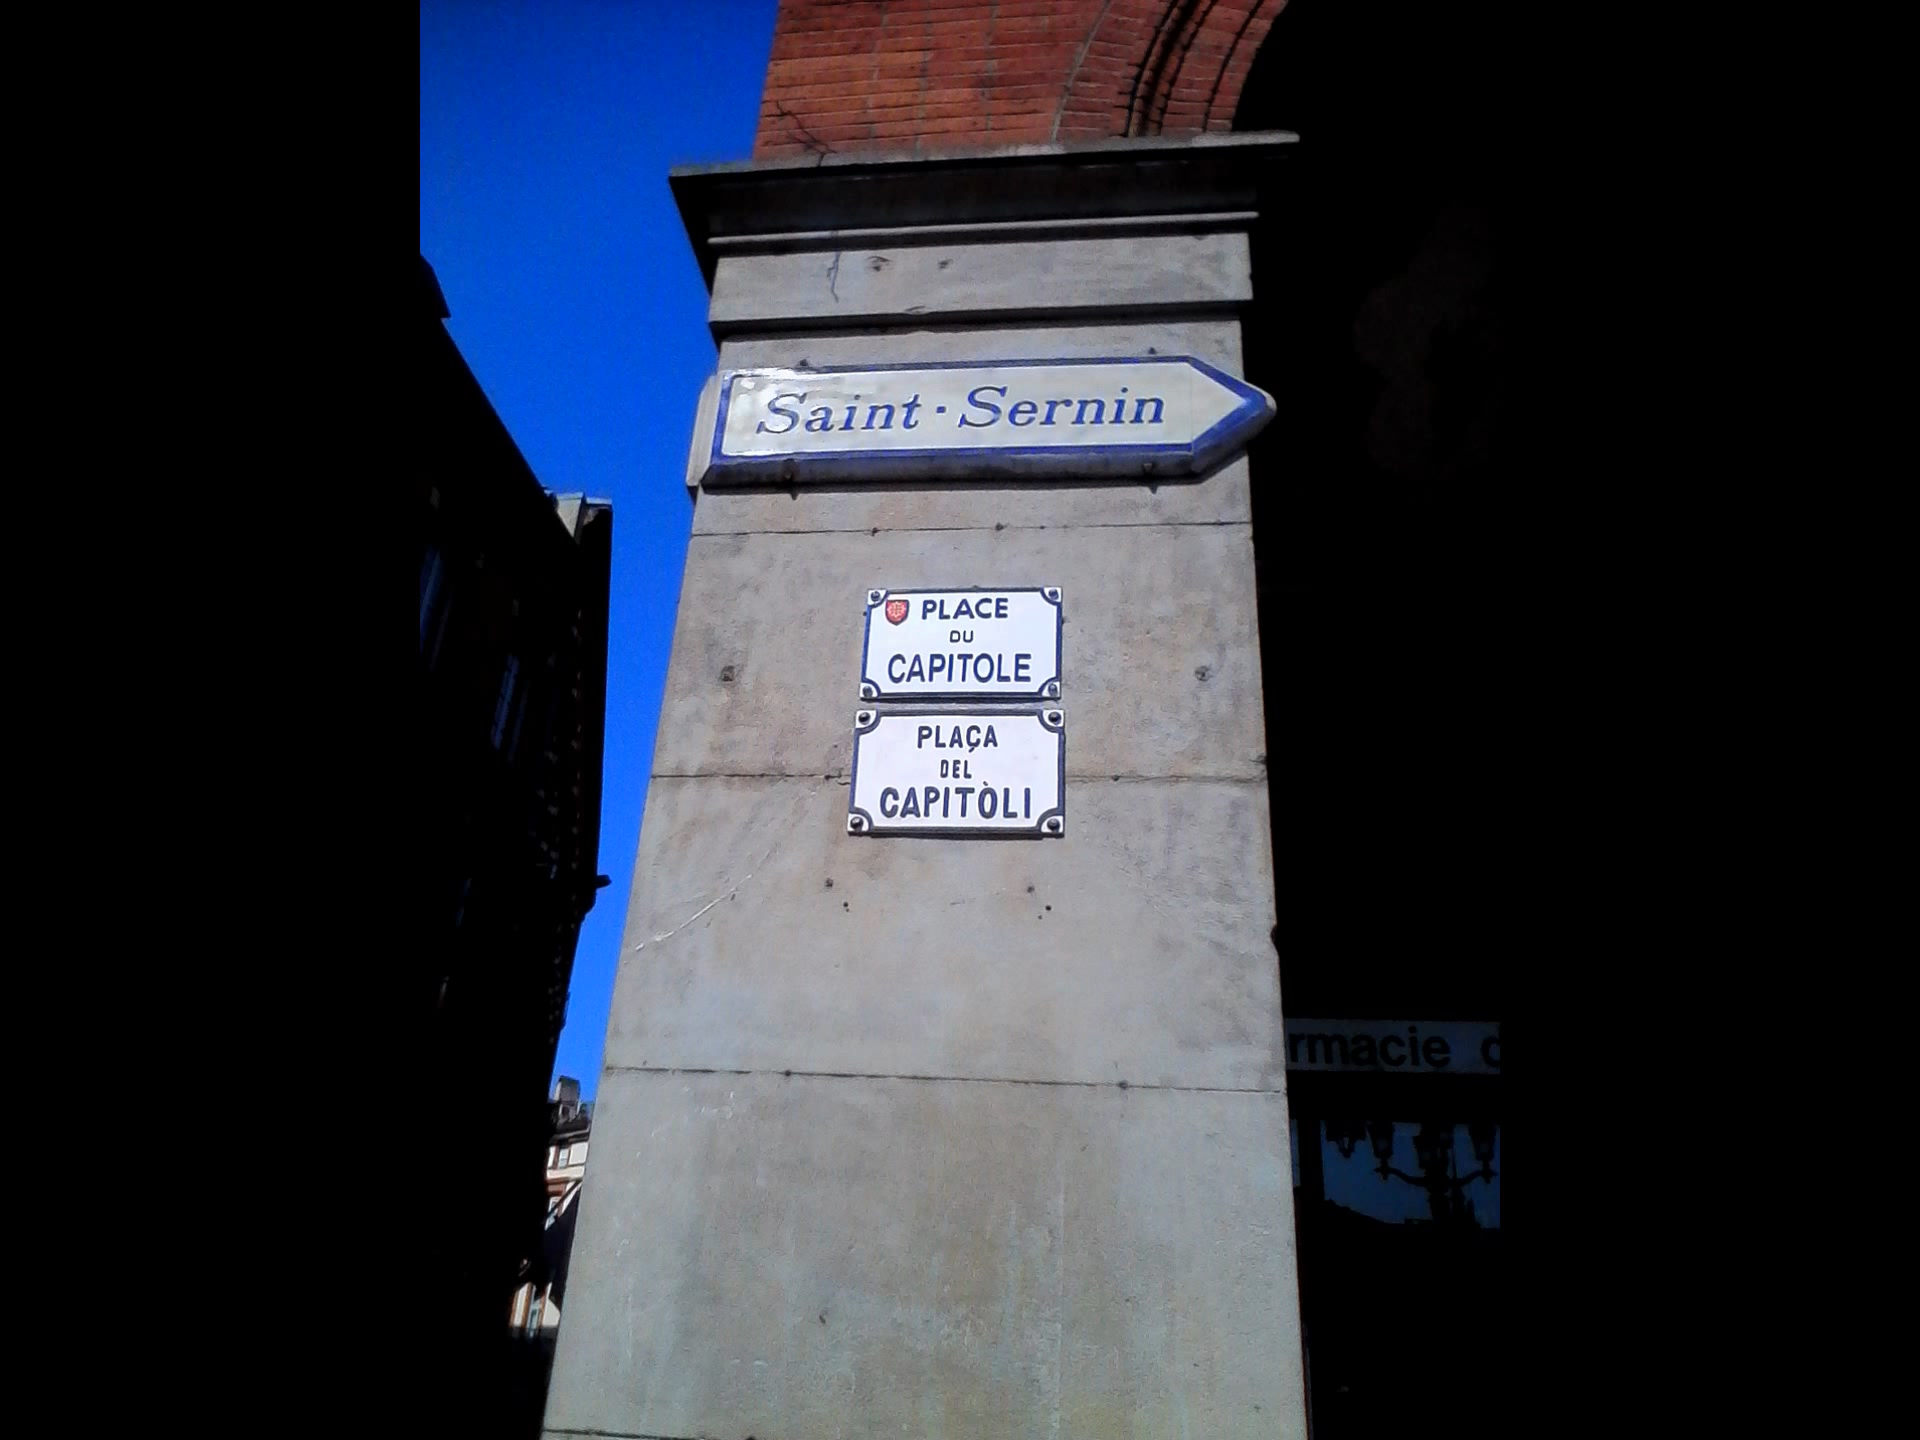 Saint-Sernin
PLACE
DU
CAPITOLE
PLAÇA
DEL
CAPITÒLI
rmacie